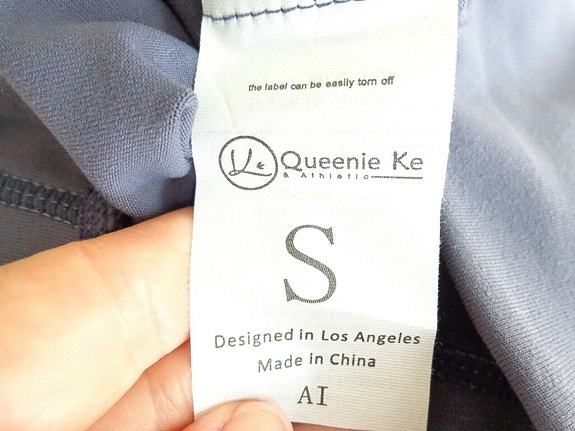 the label can be easily torn off
Queenie Ke
& Athletic
S
Designed in Los Angeles
Made in China
AI